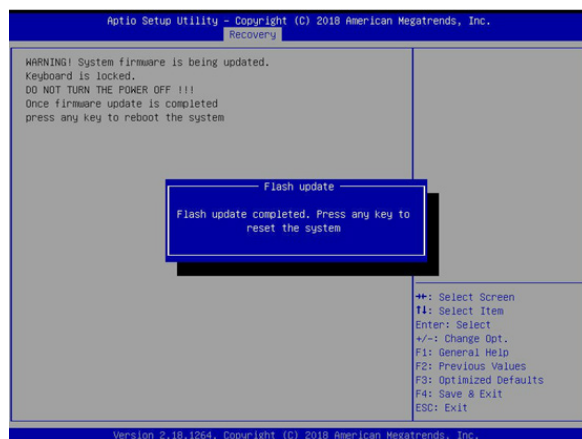 Aptio Setup Utility – Copyright (C) 2018 American Megatrends, Inc.
Recovery
WARNING! System firmware is being updated.
Keyboard is locked.
DO NOT TURN THE POWER OFF !!!
Once firmware update is completed
press any key to reboot the system
Flash update
Flash update completed. Press any key to
reset the system
→←: Select Screen
↑↓: Select Item
Enter: Select
+/-: Change Opt.
F1: General Help
F2: Previous Values
F3: Optimized Defaults
F4: Save & Exit
ESC: Exit
Version 2.18.1264. Copyright (C) 2018 American Megatrends, Inc.